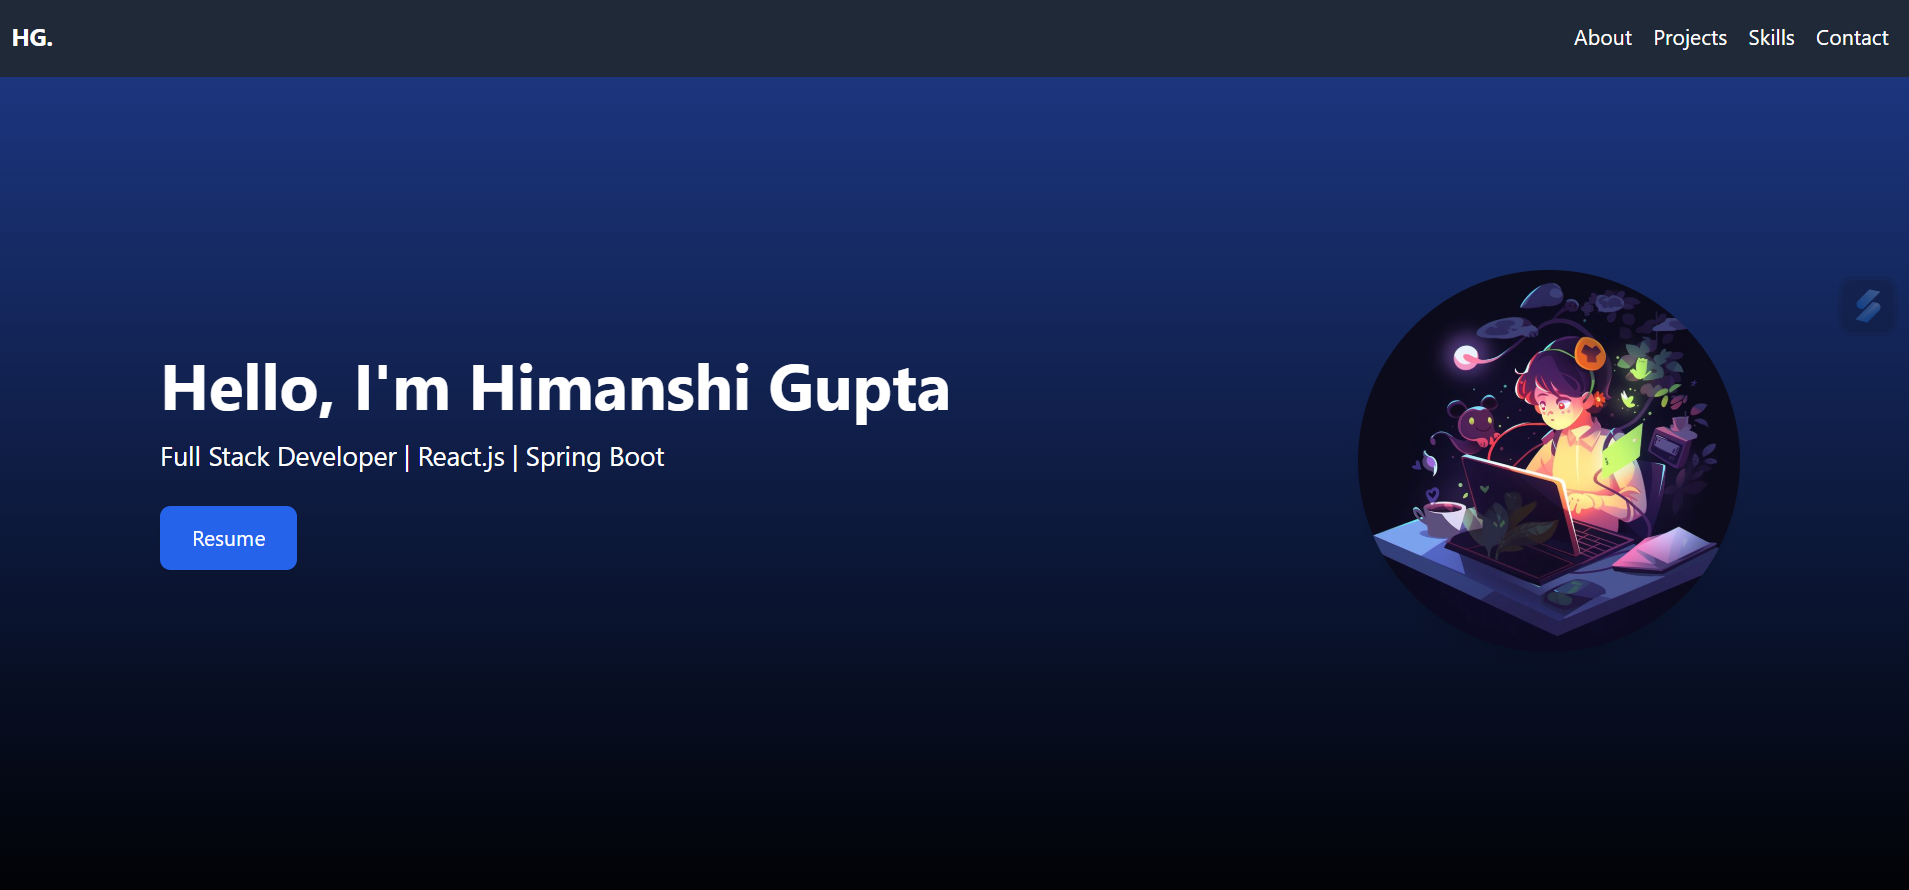 HG.
About Projects Skills Contact
Hello, I'm Himanshi Gupta
Full Stack Developer | React.js | Spring Boot
Resume